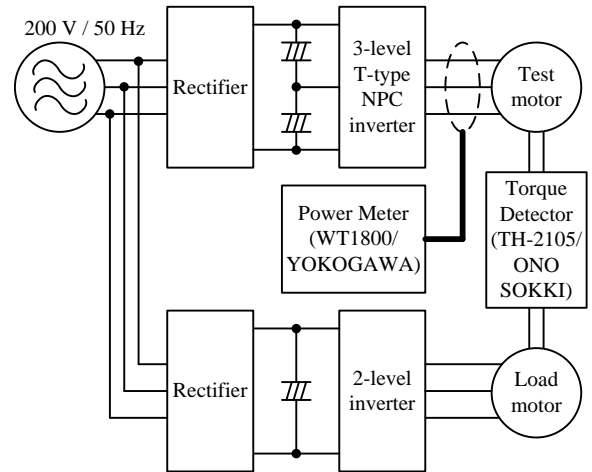 200 V / 50 Hz
Rectifier
3-level
T-type
NPC
inverter
Test
motor
Power Meter
(WT1800/
YOKOGAWA)
Torque
Detector
(TH-2105/
ONO
SOKKI)
Rectifier
2-level
inverter
Load
motor